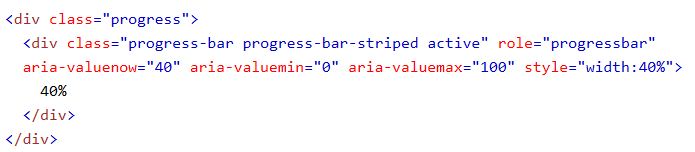 <div class="progress">
  <div class="progress-bar progress-bar-striped active" role="progressbar"
  aria-valuenow="40" aria-valuemin="0" aria-valuemax="100" style="width:40%">
    40%
  </div>
</div>